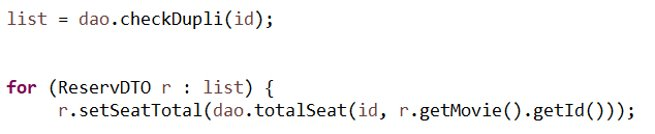 list = dao.checkDupli(id);
for (ReservDTO r : list) {
r.setSeatTotal(dao.totalSeat(id, r.getMovie().getId()));